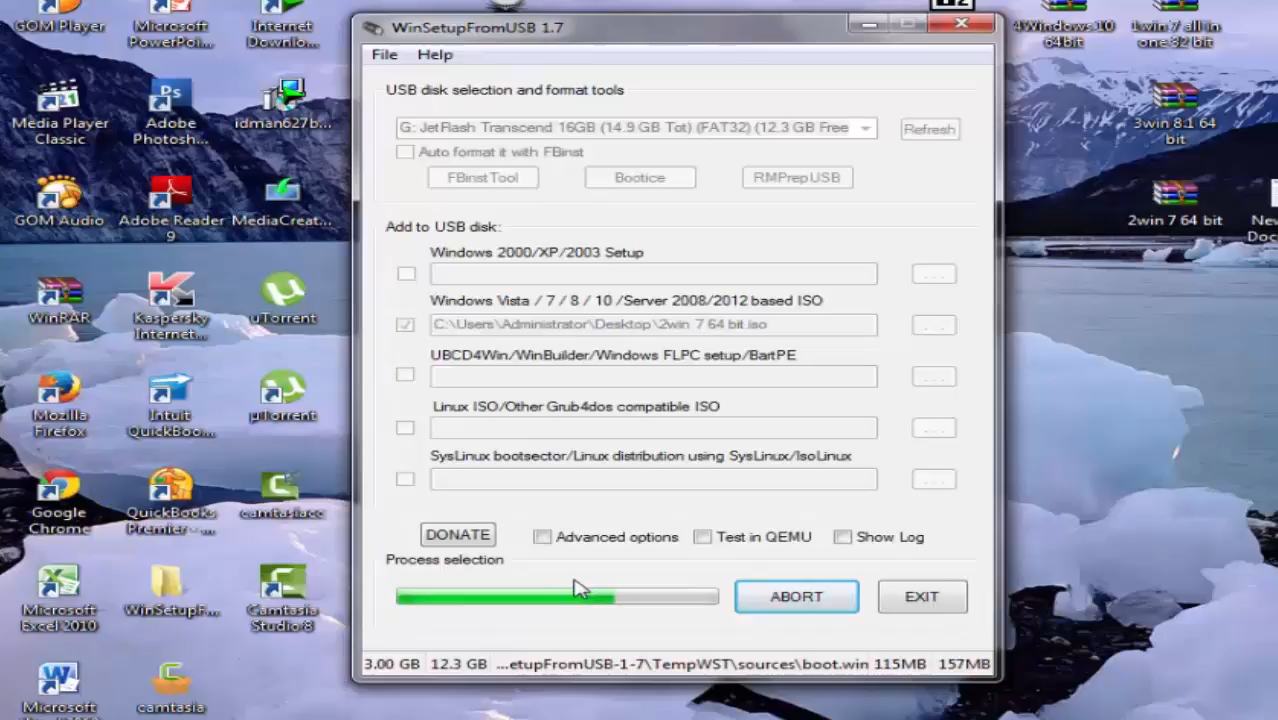 GOM Player
Microsoft
PowerPoi...
Internet
Downlo...
Media Player
Classic
Adobe
Photosh...
idman627b...
GOM Audio
Adobe Reader
9
MediaCreat...
WinRAR
Kaspersky
Internet...
uTorrent
Mozilla
Firefox
Intuit
QuickBoo...
µTorrent
Google
Chrome
QuickBooks
Premier-...
camtasiacc
Microsoft
Excel 2010
WinSetupF...
Camtasia
Studio 8
Microsoft
camtasia
WinSetupFromUSB 1.7
File Help
USB disk selection and format tools
G: JetFlash Transcend 16GB (14.9 GB Tot) (FAT32) (12.3 GB Free
Refresh
Auto format it with FBinst
FBinst Tool
Bootice
RMPrepUSB
Add to USB disk:
Windows 2000/XP/2003 Setup
...
Windows Vista / 7 / 8 / 10 /Server 2008/2012 based ISO
C:\Users\Administrator\Desktop\2win 7 64 bit.iso
...
UBCD4Win/WinBuilder/Windows FLPC setup/BartPE
...
Linux ISO/Other Grub4dos compatible ISO
...
SysLinux bootsector/Linux distribution using SysLinux/IsoLinux
...
DONATE
Advanced options
Test in QEMU
Show Log
Process selection
ABORT
EXIT
3.00 GB 12.3 GB ...etupFromUSB-1-7\TempWST\sources\boot.win 115MB 157MB
4Windows 10
64bit
1win 7 all in
one 32 bit
3win 8.1 64
bit
2win 7 64 bit
New
Doc